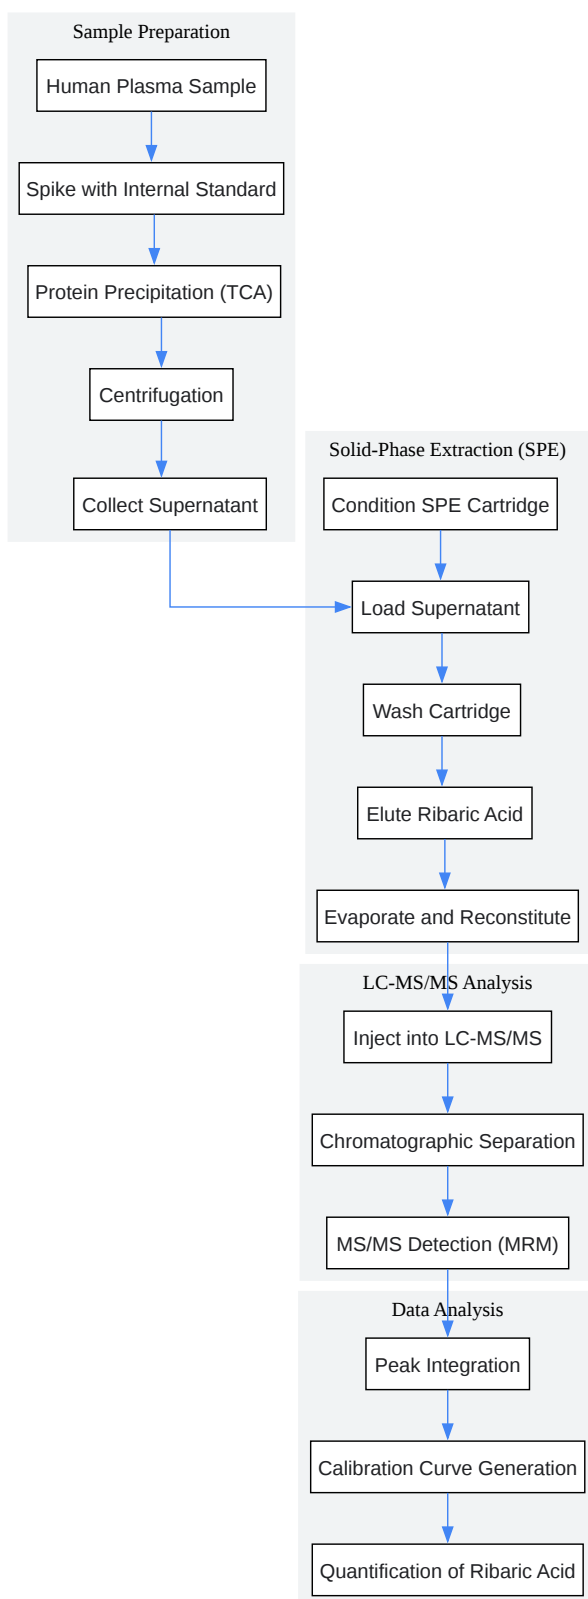 Sample Preparation
Human Plasma Sample
Spike with Internal Standard
Protein Precipitation (TCA)
Centrifugation
Collect Supernatant
Solid-Phase Extraction (SPE)
Condition SPE Cartridge
Load Supernatant
Wash Cartridge
Elute Ribaric Acid
Evaporate and Reconstitute
LC-MS/MS Analysis
Inject into LC-MS/MS
Chromatographic Separation
MS/MS Detection (MRM)
Data Analysis
Peak Integration
Calibration Curve Generation
Quantification of Ribaric Acid